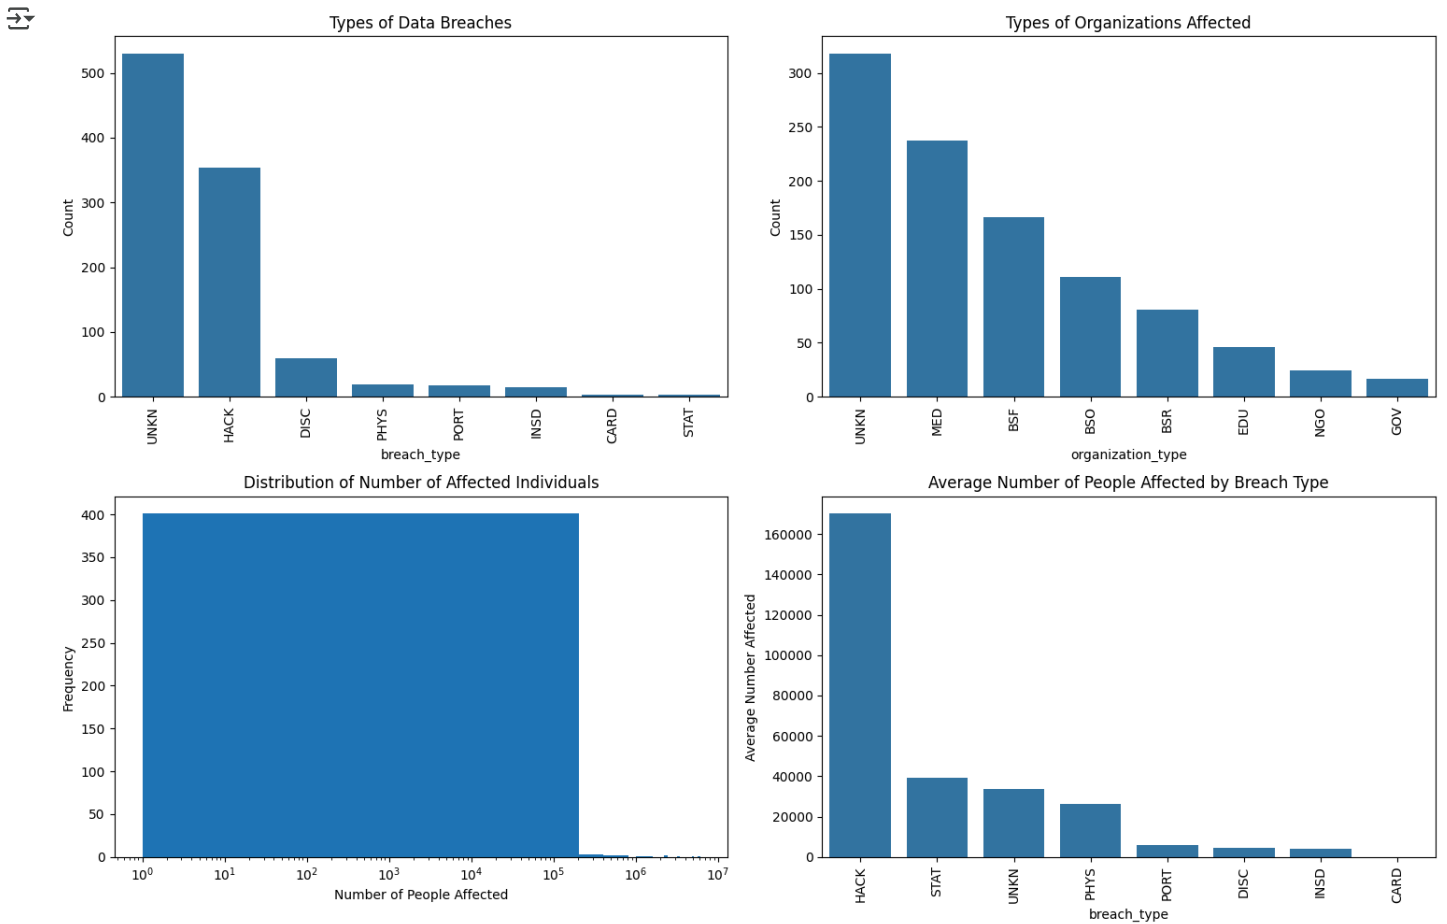 Types of Data Breaches
500
400
300
200
100
0
Count
UNKN
HACK
DISC
PHYS
PORT
INSD
CARD
STAT
breach_type
Types of Organizations Affected
300
250
200
150
100
50
0
Count
UNKN
MED
BSF
BSO
BSR
EDU
NGO
GOV
organization_type
Distribution of Number of Affected Individuals
400
350
300
250
200
150
100
50
0
Frequency
10⁰
10¹
10²
10³
10⁴
10⁵
10⁶
10⁷
Number of People Affected
Average Number of People Affected by Breach Type
160000
140000
120000
100000
80000
60000
40000
20000
0
Average Number Affected
HACK
STAT
UNKN
PHYS
PORT
DISC
INSD
CARD
breach_type